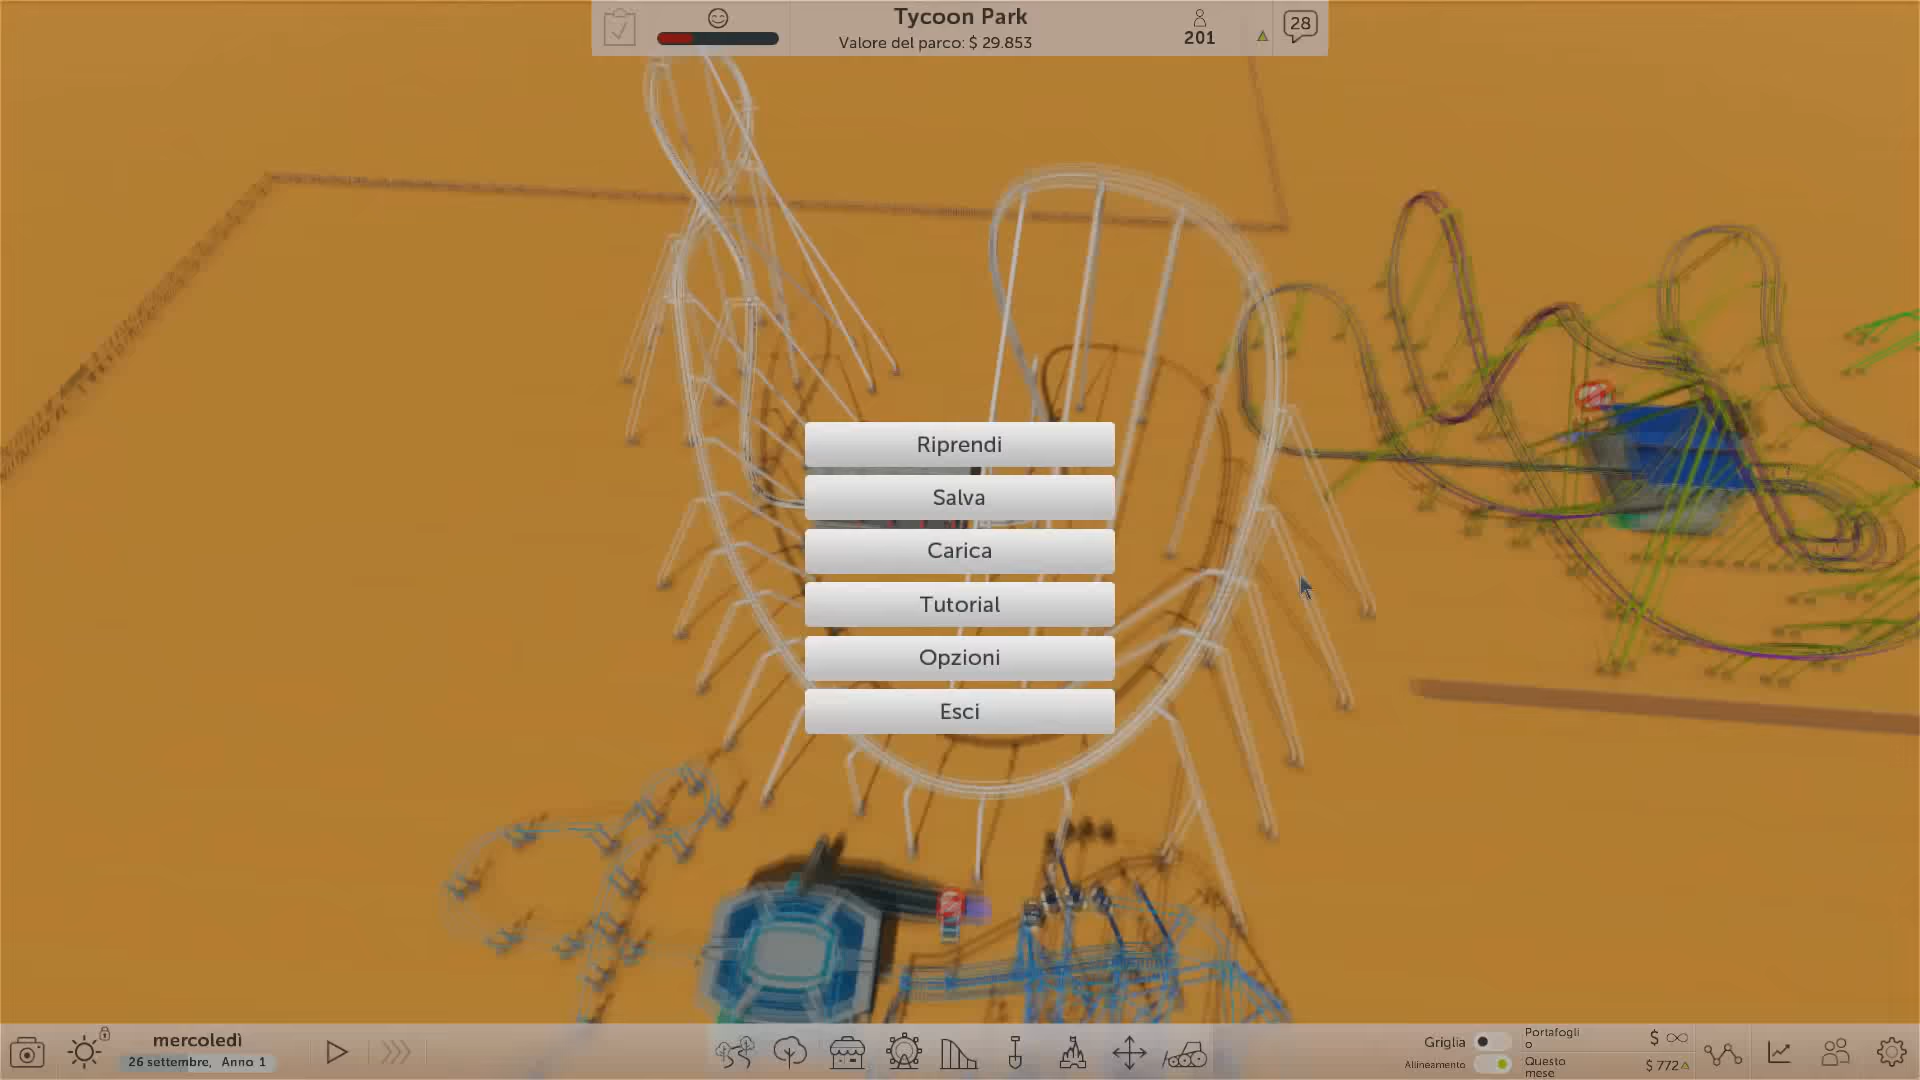 Tycoon Park
Valore del parco: $ 29.853
201
28
Riprendi
Salva
Carica
Tutorial
Opzioni
Esci
mercoledì
26 settembre, Anno 1
Griglia
Allineamento
Portafogli
o
$ ∞
Questo
mese
$ 772